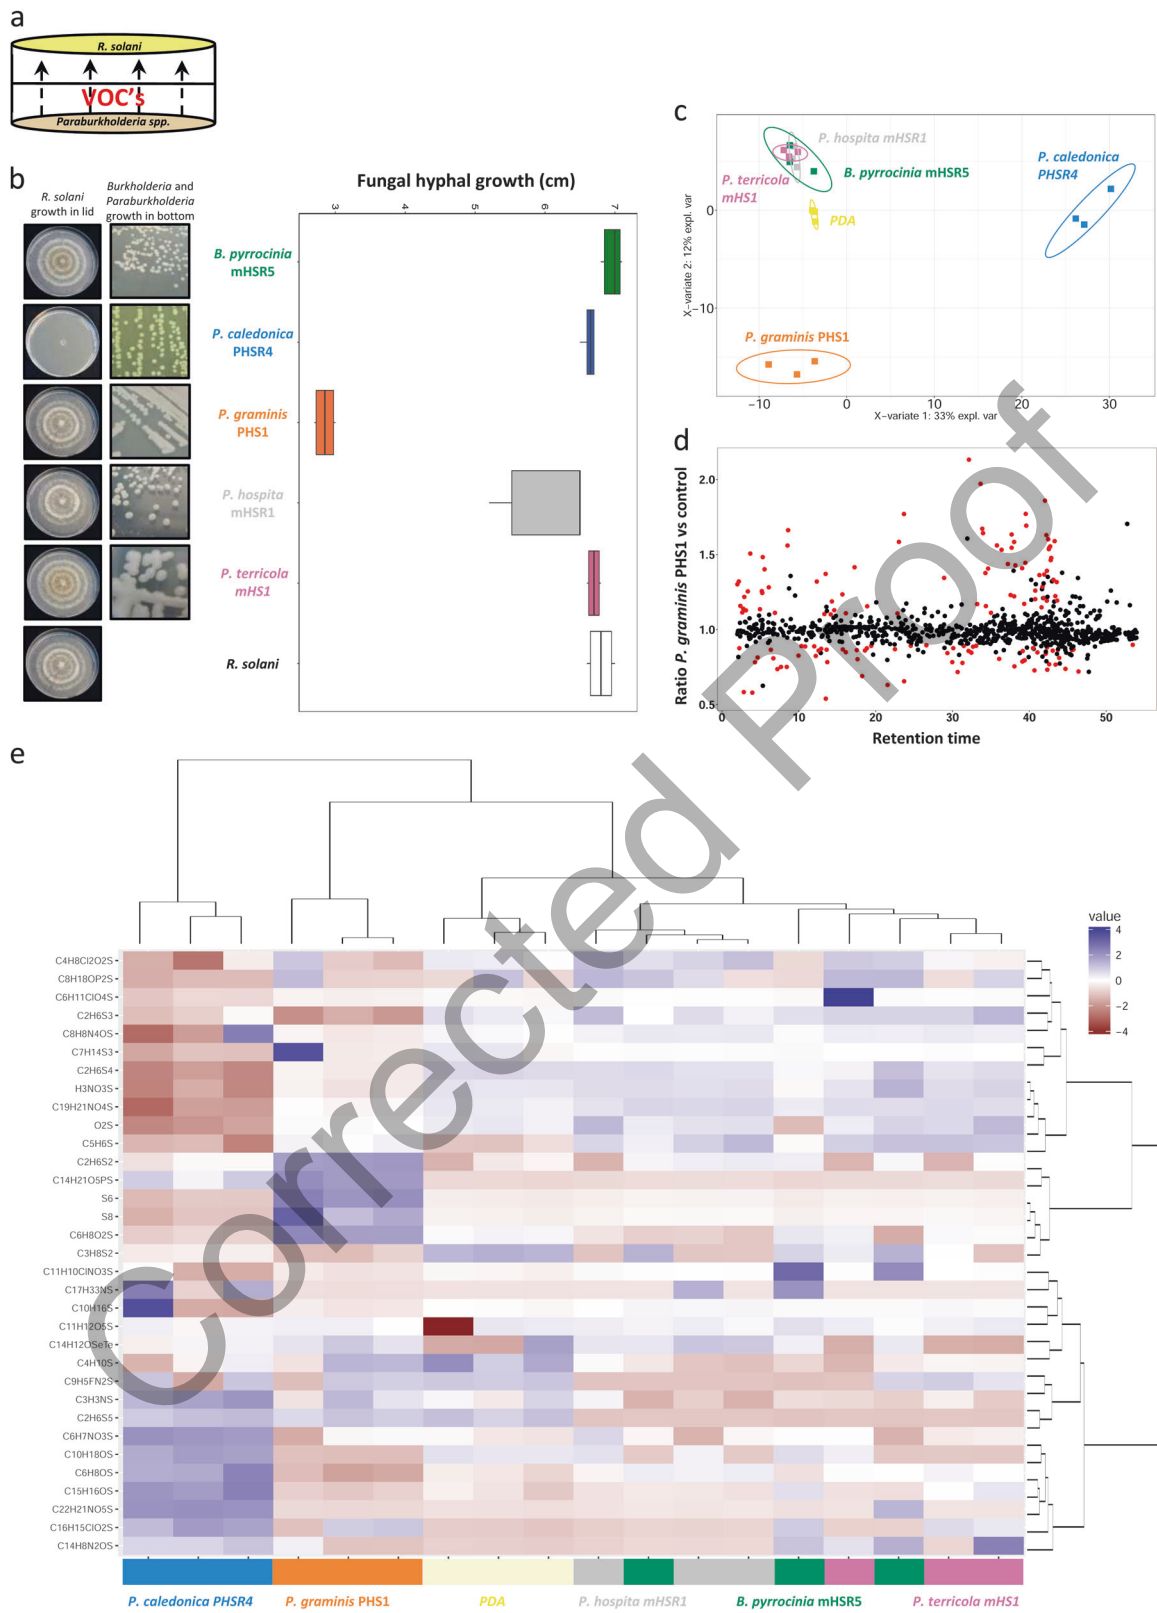 a
R. solani
VOC's
Paraburkholderia spp.
b
R. solani
growth in lid
Burkholderia and
Paraburkholderia
growth in bottom
Fungal hyphal growth (cm)
3
4
5
6
7
B. pyrrocinia
mHSR5
P. caledonica
PHSR4
P. graminis
PHS1
P. hospita
mHSR1
P. terricola
mHS1
R. solani
c
P. hospita mHSR1
B. pyrrocinia mHSR5
P. terricola
mHS1
PDA
P. caledonica
PHSR4
P. graminis PHS1
X-variate 2: 12% expl. var
0
−10
−10
0
10
20
30
X-variate 1: 33% expl. var
d
Ratio P. graminis PHS1 vs control
2.0
1.5
1.0
0.5
0
10
20
30
40
50
Retention time
e
value
4
2
0
−2
−4
C4H8Cl2O2S
C8H18OP2S
C6H11ClO4S
C2H6S3
C8H8N4OS
C7H14S3
C2H6S4
H3NO3S
C19H21NO4S
O2S
C5H6S
C2H6S2
C14H21O5PS
S6
S8
C6H8O2S
C3H8S2
C11H10ClNO3S
C17H33NS
C10H16S
C11H12O5S
C14H12OSeTe
C4H10S
C9H5FN2S
C3H3NS
C2H6S5
C6H7NO3S
C10H18OS
C6H8OS
C15H16OS
C22H21NO5S
C16H15ClO2S
C14H8N2OS
P. caledonica PHSR4
P. graminis PHS1
PDA
P. hospita mHSR1
B. pyrrocinia mHSR5
P. terricola mHS1
Corrected Proof